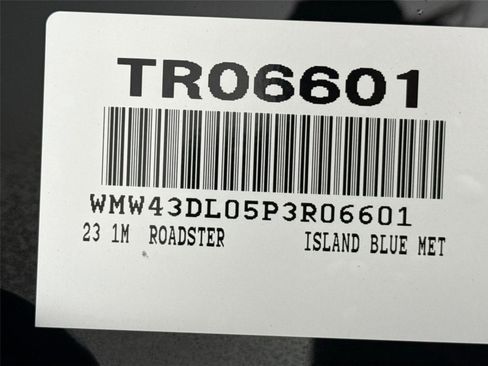 TR06601
WMW43DL05P3R06601
23 1M ROADSTER ISLAND BLUE MET